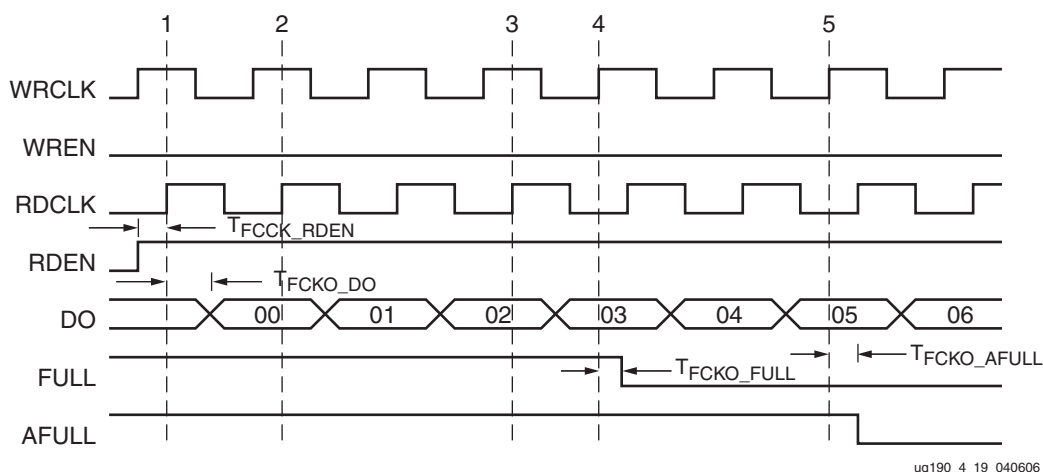 1 2 3 4 5
WRCLK
WREN
RDCLK
TFCCK_RDEN
RDEN
TFCKO_DO
DO 00 01 02 03 04 05 06
TFCKO_FULL TFCKO_AFULL
FULL
AFULL
ug190_4_19_040606